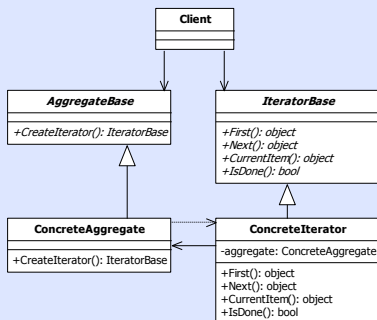 Client
AggregateBase
+CreateIterator(): IteratorBase
IteratorBase
+First(): object
+Next(): object
+CurrentItem(): object
+IsDone(): bool
ConcreteAggregate
+CreateIterator(): IteratorBase
ConcreteIterator
-aggregate: ConcreteAggregate
+First(): object
+Next(): object
+CurrentItem(): object
+IsDone(): bool